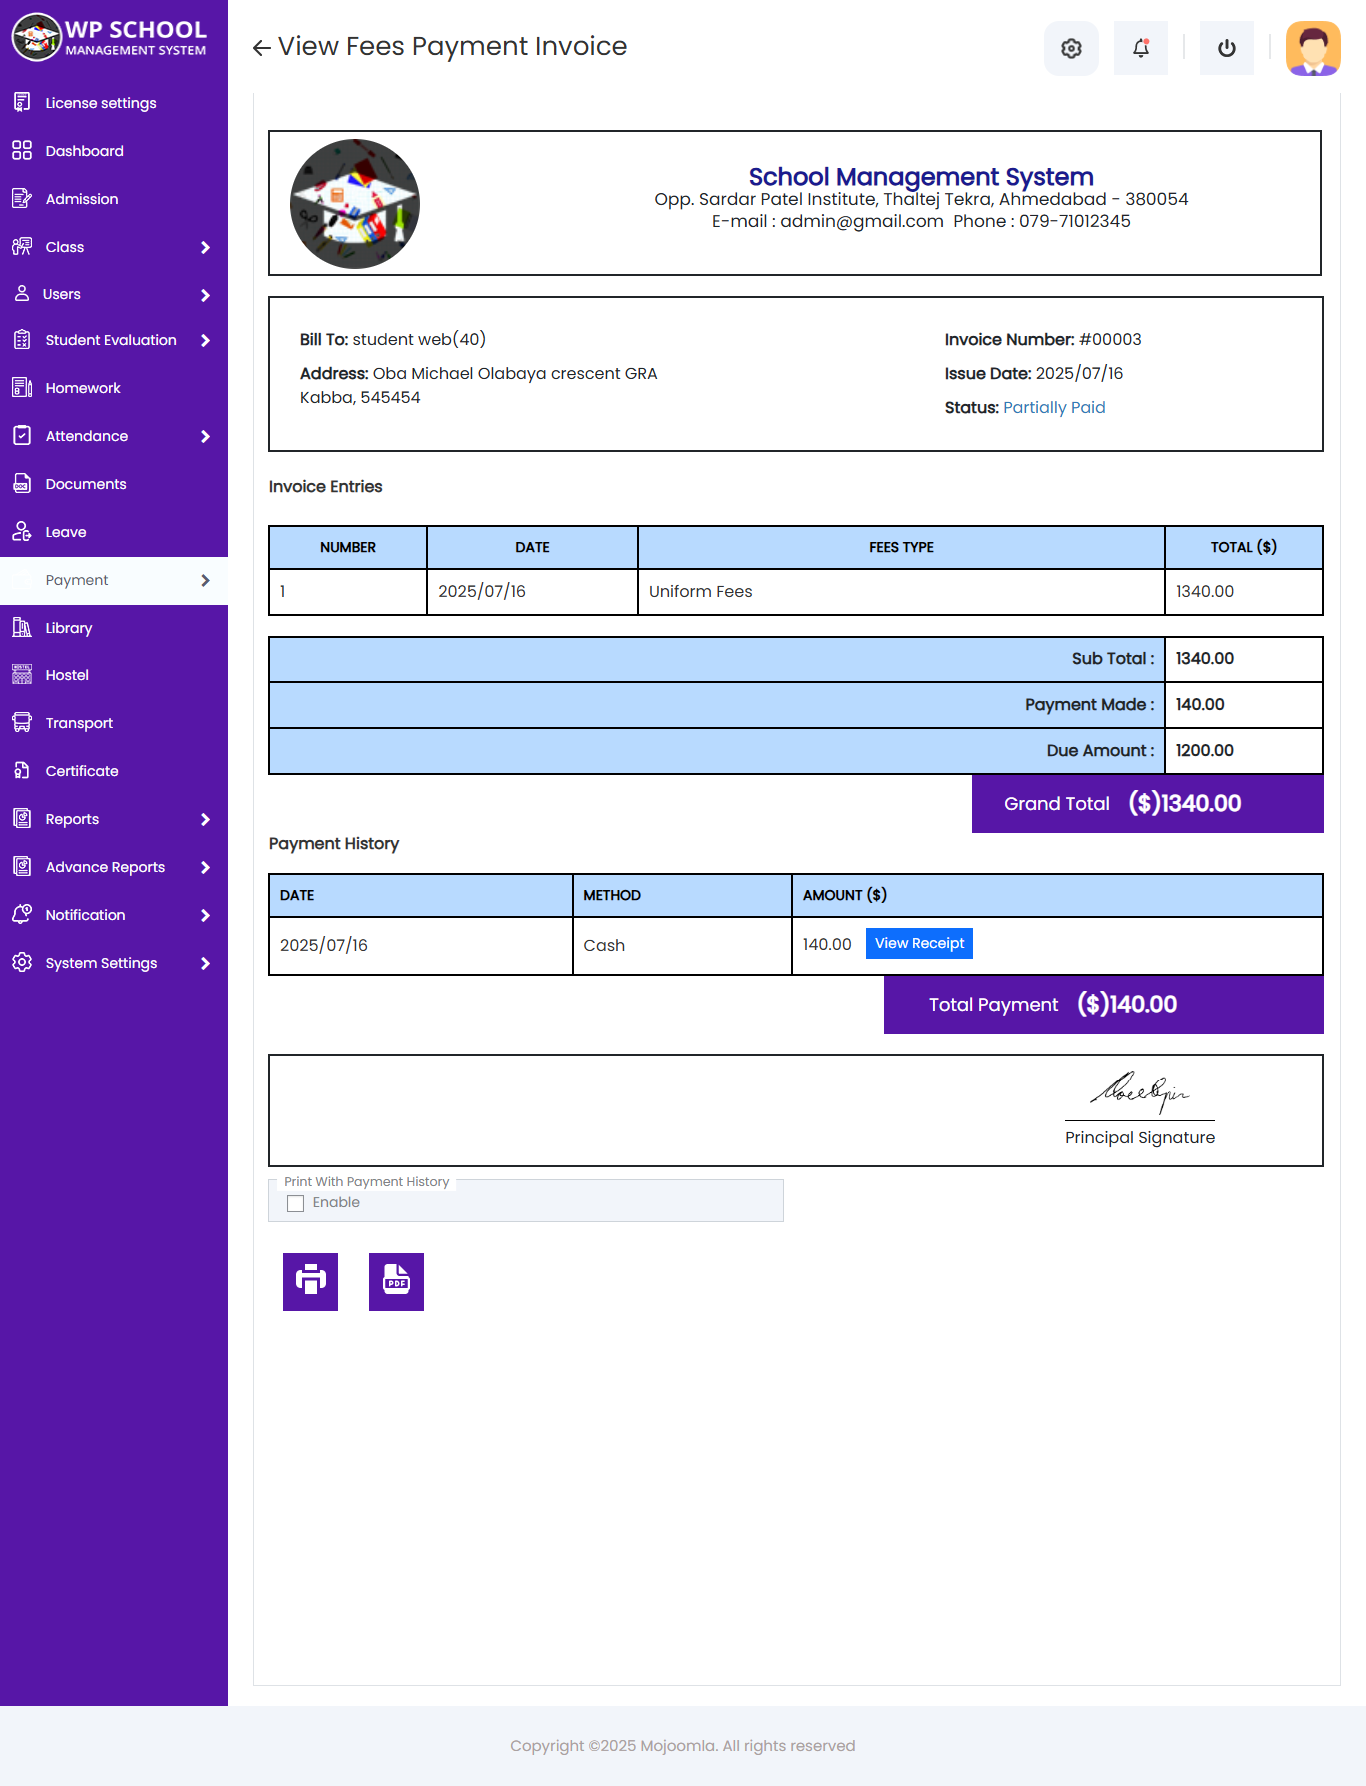 WP SCHOOL
MANAGEMENT SYSTEM
License settings
Dashboard
Admission
Class
Users
Student Evaluation
Homework
Attendance
Documents
Leave
Payment
Library
Hostel
Transport
Certificate
Reports
Advance Reports
Notification
System Settings
View Fees Payment Invoice
School Management System
Opp. Sardar Patel Institute, Thaltej Tekra, Ahmedabad - 380054
E-mail : admin@gmail.com Phone : 079-71012345
Bill To: student web(40)
Address: Oba Michael Olabaya crescent GRA
Kabba, 545454
Invoice Number: #00003
Issue Date: 2025/07/16
Status: Partially Paid
Invoice Entries
NUMBER DATE FEES TYPE TOTAL ($)
1 2025/07/16 Uniform Fees 1340.00
Sub Total : 1340.00
Payment Made : 140.00
Due Amount : 1200.00
Grand Total ($)1340.00
Payment History
DATE METHOD AMOUNT ($)
2025/07/16 Cash 140.00 View Receipt
Total Payment ($)140.00
Principal Signature
Print With Payment History
Enable
PDF
Copyright ©2025 Mojoomla. All rights reserved